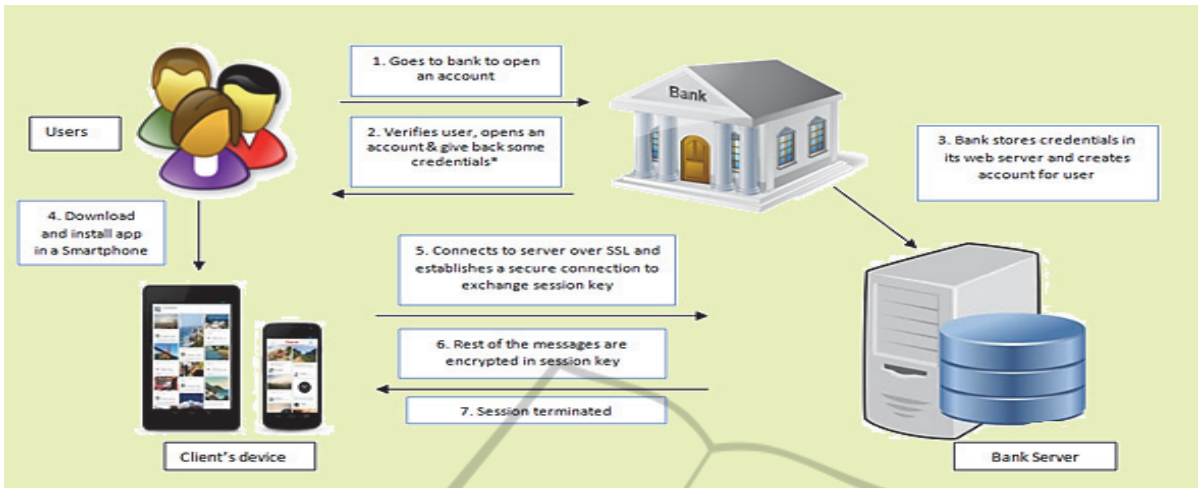 1. Goes to bank to open
an account
Bank
Users
2. Verifies user, opens an
account & give back some
credentials*
3. Bank stores credentials in
its web server and creates
account for user
4. Download
and install app
in a Smartphone
5. Connects to server over SSL and
establishes a secure connection to
exchange session key
6. Rest of the messages are
encrypted in session key
7. Session terminated
Client's device
Bank Server